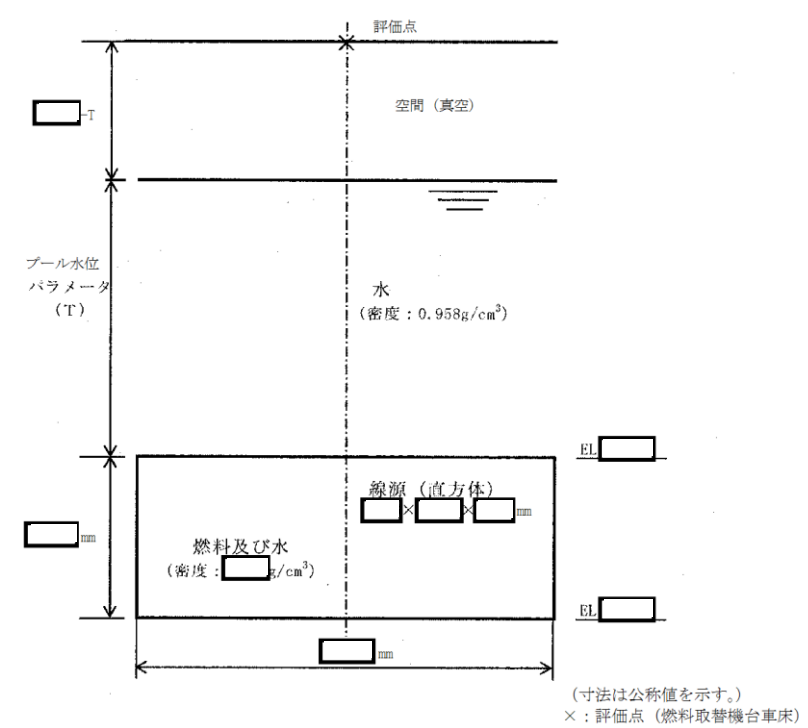 評価点
空間（真空）
-T
プール水位
パラメータ
（T）
水
（密度：0.958g/cm³）
EL
線源（直方体）
× × mm
mm
燃料及び水
（密度： g/cm³）
EL
mm
（寸法は公称値を示す。）
×：評価点（燃料取替機台車床）